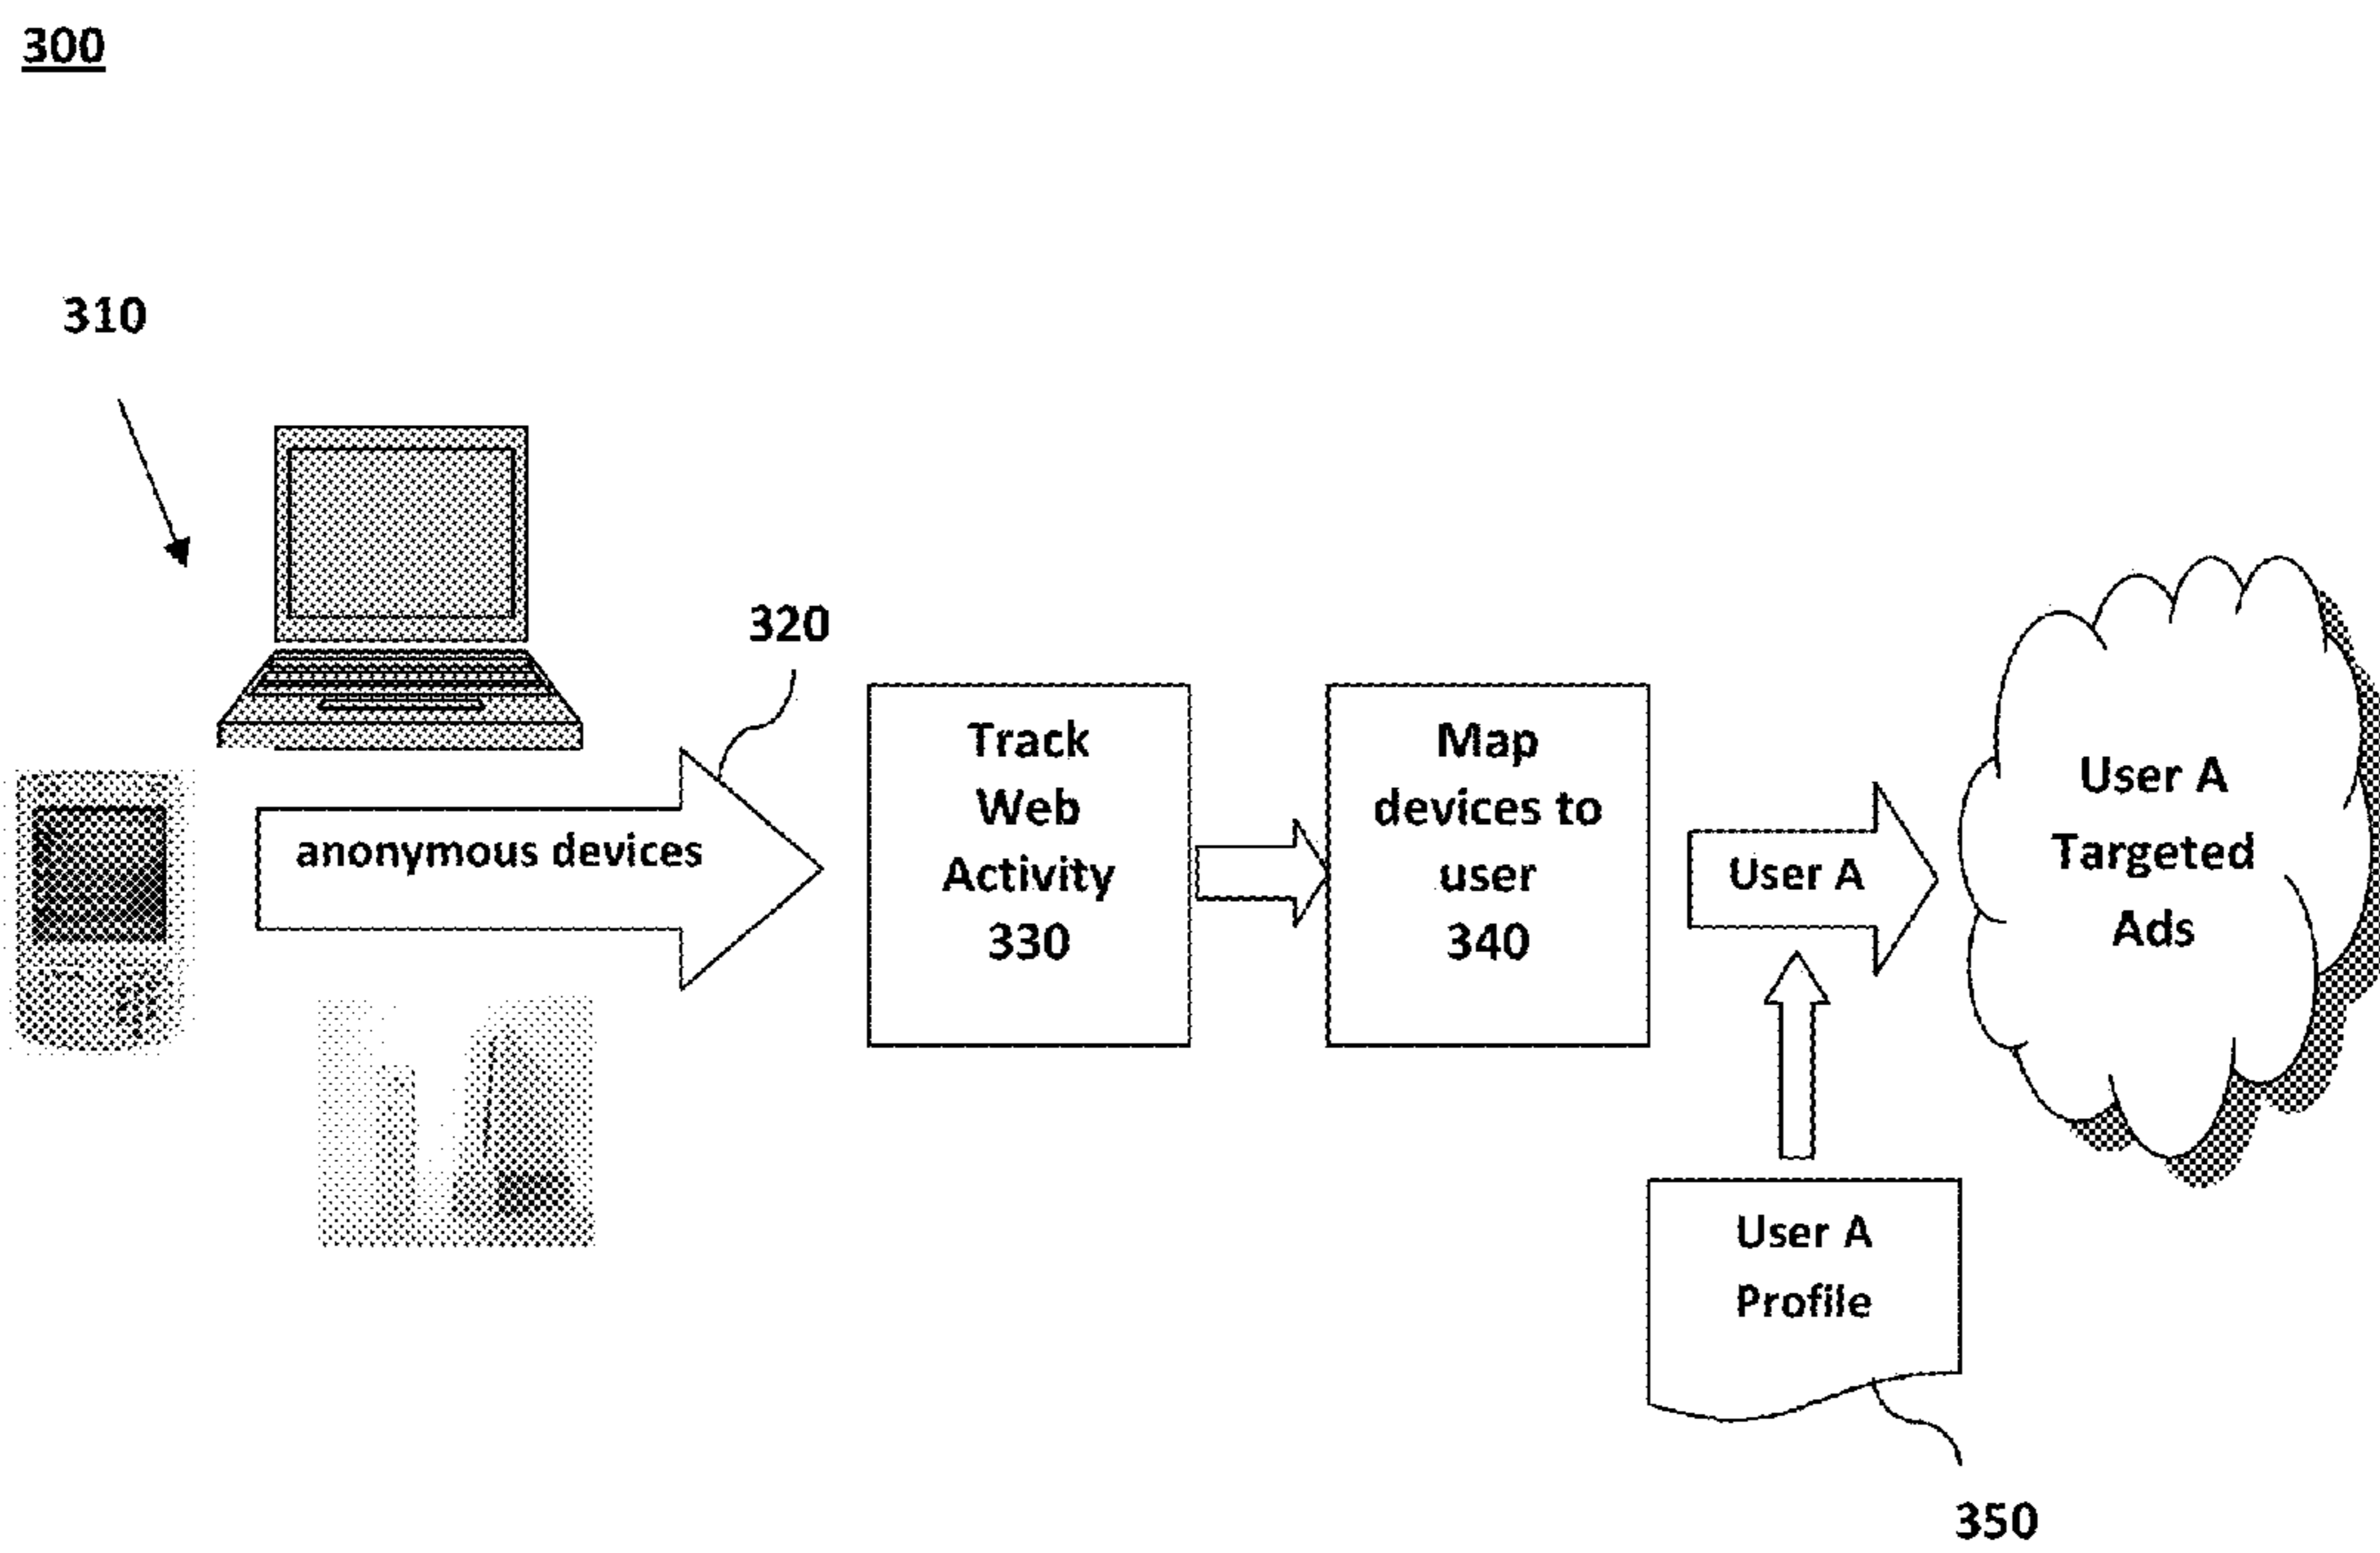 300
310
320
anonymous devices
Track
Web
Activity
330
Map
devices to
user
340
User A
User A
Targeted
Ads
User A
Profile
350